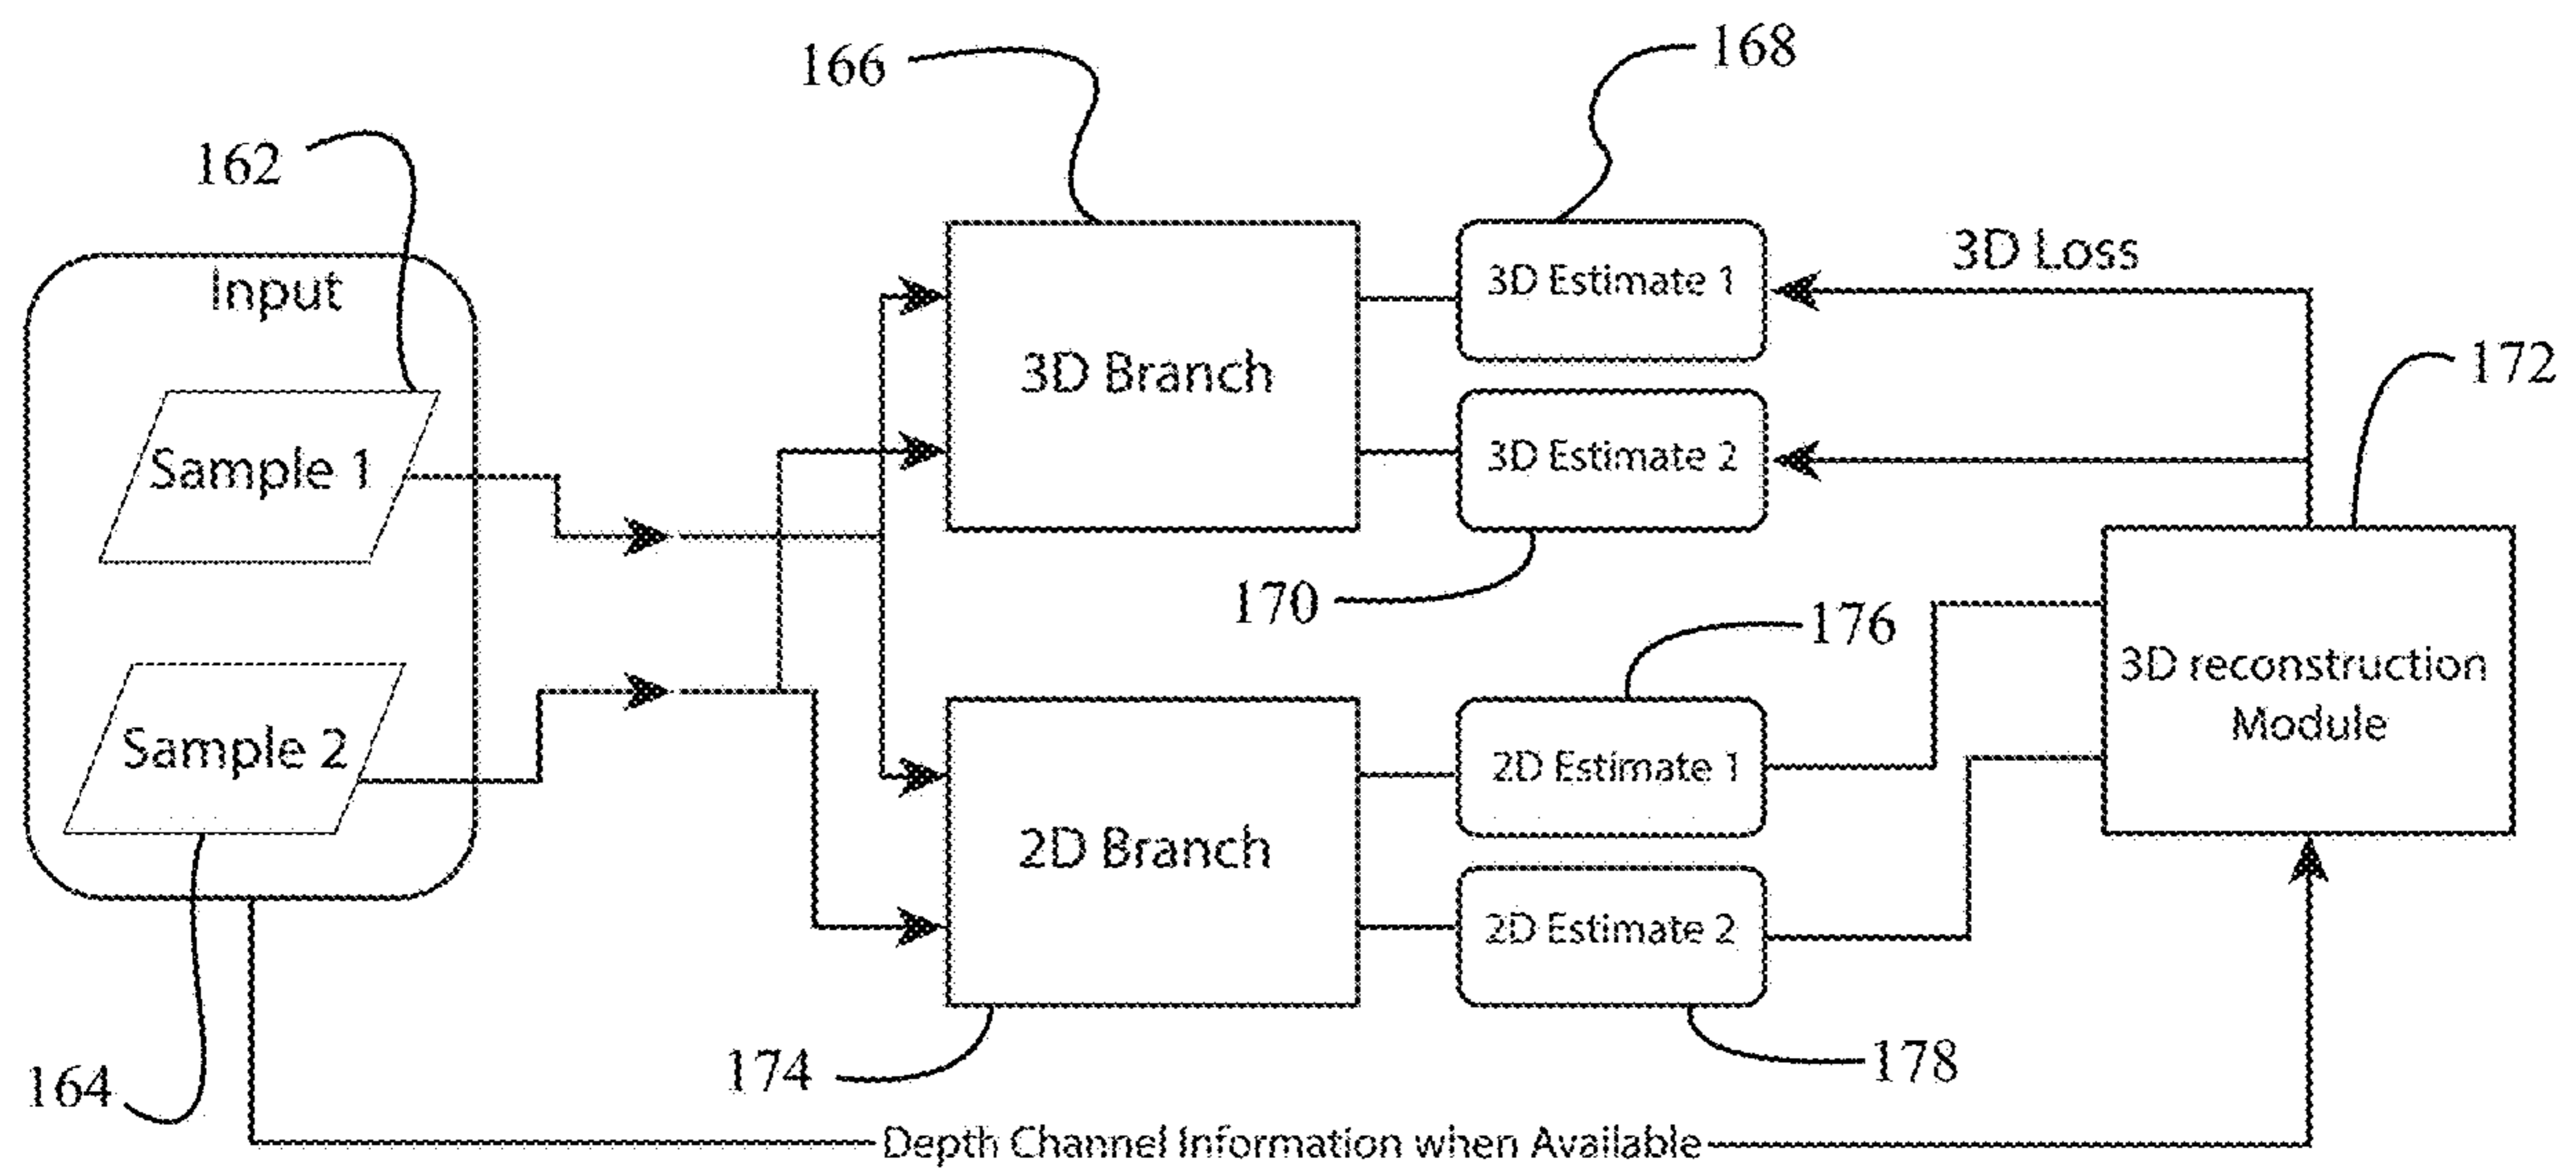 166
168
162
Input
3D Estimate 1
3D Loss
172
3D Branch
Sample 1
3D Estimate 2
170
176
3D reconstruction
Module
Sample 2
2D Estimate 1
2D Branch
2D Estimate 2
164
174
178
Depth Channel Information when Available